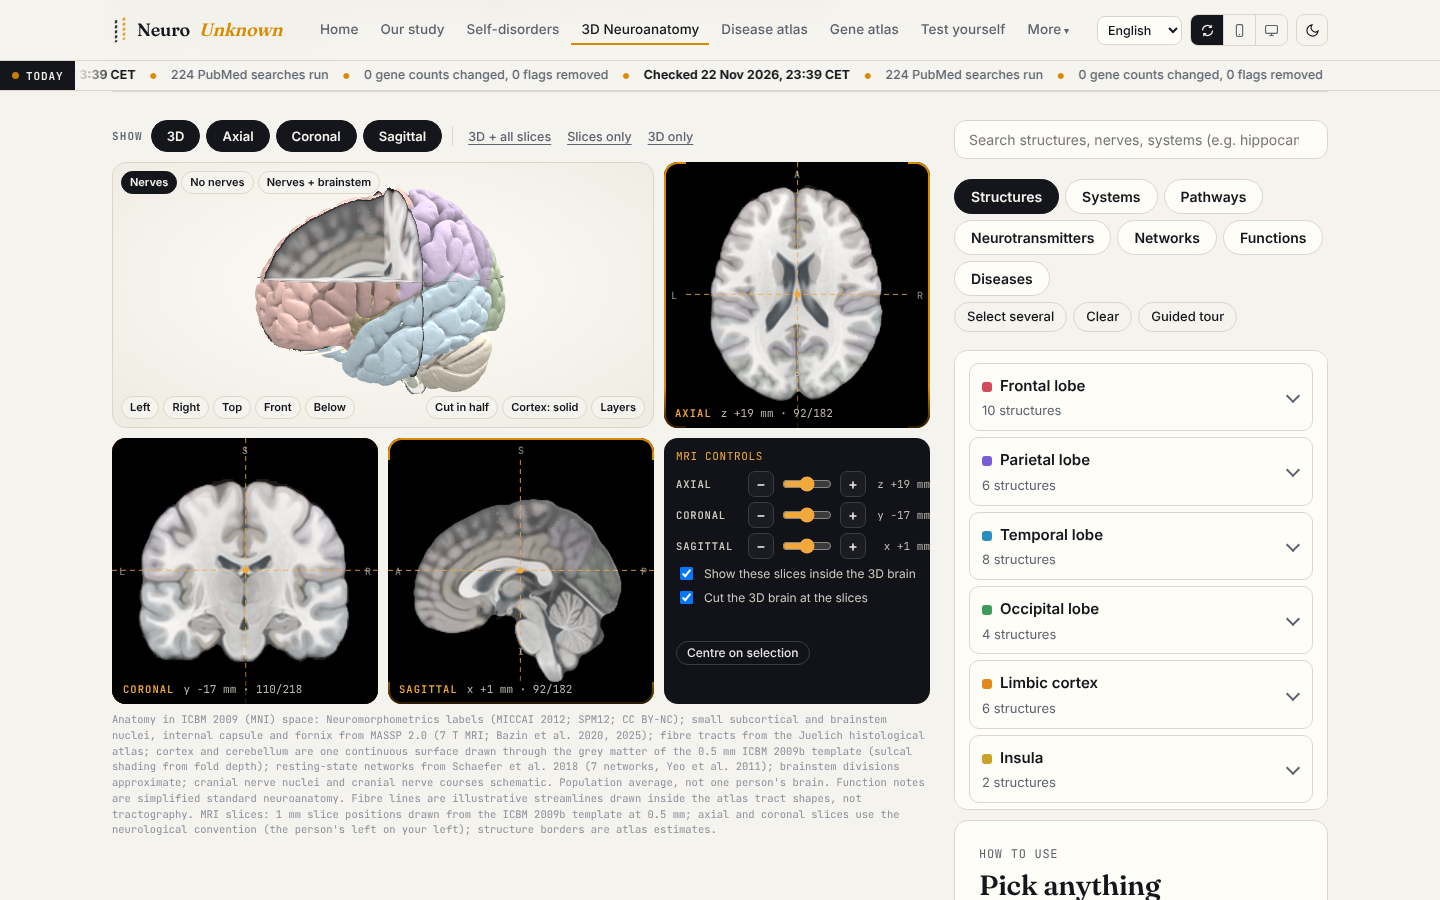 Neuro Unknown
Home
Our study
Self-disorders
3D Neuroanatomy
Disease atlas
Gene atlas
Test yourself
More ▾
English
TODAY
3:39 CET ● 224 PubMed searches run ● 0 gene counts changed, 0 flags removed ● Checked 22 Nov 2026, 23:39 CET ● 224 PubMed searches run ● 0 gene counts changed, 0 flags removed
SHOW
3D
Axial
Coronal
Sagittal
3D + all slices
Slices only
3D only
Nerves
No nerves
Nerves + brainstem
Left
Right
Top
Front
Below
Cut in half
Cortex: solid
Layers
A
L
R
AXIAL z +19 mm · 92/182
S
L
R
CORONAL y -17 mm · 110/218
S
A
P
I
SAGITTAL x +1 mm · 92/182
MRI CONTROLS
AXIAL − + z +19 mm
CORONAL − + y -17 mm
SAGITTAL − + x +1 mm
Show these slices inside the 3D brain
Cut the 3D brain at the slices
Centre on selection
Anatomy in ICBM 2009 (MNI) space: Neuromorphometrics labels (MICCAI 2012; SPM12; CC BY-NC); small subcortical and brainstem
nuclei, internal capsule and fornix from MASSP 2.0 (7 T MRI; Bazin et al. 2020, 2025); fibre tracts from the Juelich histological
atlas; cortex and cerebellum are one continuous surface drawn through the grey matter of the 0.5 mm ICBM 2009b template (sulcal
shading from fold depth); resting-state networks from Schaefer et al. 2018 (7 networks, Yeo et al. 2011); brainstem divisions
approximate; cranial nerve nuclei and cranial nerve courses schematic. Population average, not one person's brain. Function notes
are simplified standard neuroanatomy. Fibre lines are illustrative streamlines drawn inside the atlas tract shapes, not
tractography. MRI slices: 1 mm slice positions drawn from the ICBM 2009b template at 0.5 mm; axial and coronal slices use the
neurological convention (the person's left on your left); structure borders are atlas estimates.
Search structures, nerves, systems (e.g. hippocar
Structures
Systems
Pathways
Neurotransmitters
Networks
Functions
Diseases
Select several
Clear
Guided tour
Frontal lobe
10 structures
Parietal lobe
6 structures
Temporal lobe
8 structures
Occipital lobe
4 structures
Limbic cortex
6 structures
Insula
2 structures
HOW TO USE
Pick anything